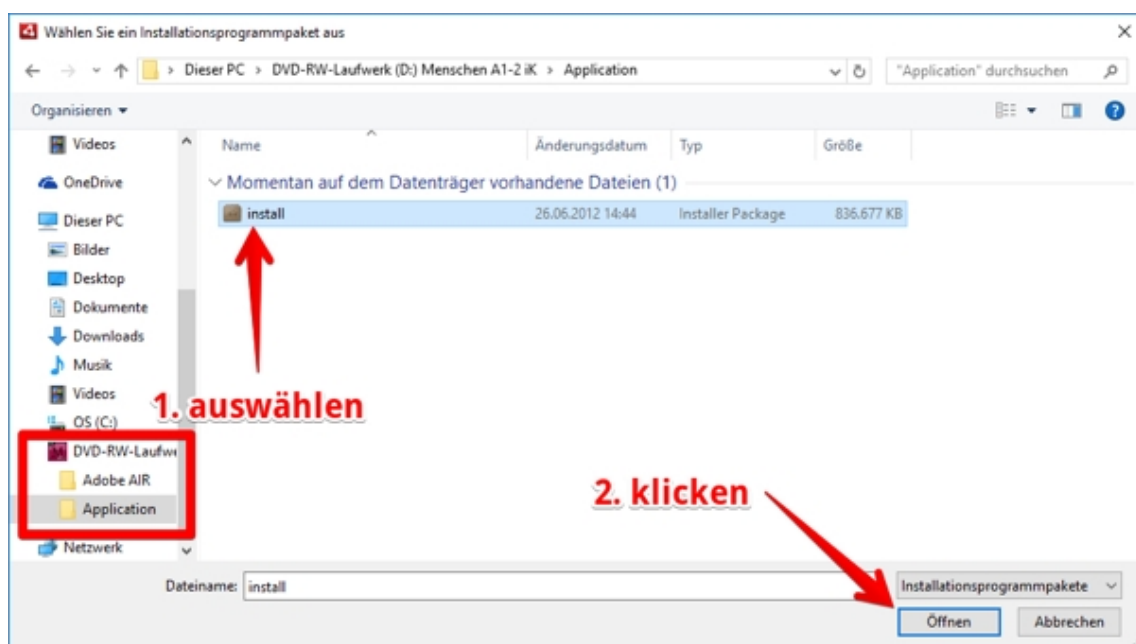 Wählen Sie ein Installationsprogrammpaket aus
Dieser PC > DVD-RW-Laufwerk (D:) Menschen A1-2 iK > Application
"Application" durchsuchen
Organisieren
Videos
OneDrive
Dieser PC
Bilder
Desktop
Dokumente
Downloads
Musik
Videos
OS (C:)
DVD-RW-Laufwe
Adobe AIR
Application
Netzwerk
Name Änderungsdatum Typ Größe
Momentan auf dem Datenträger vorhandene Dateien (1)
install 26.06.2012 14:44 Installer Package 836.677 KB
1. auswählen
2. klicken
Dateiname: install Installationsprogrammpakete
Öffnen Abbrechen